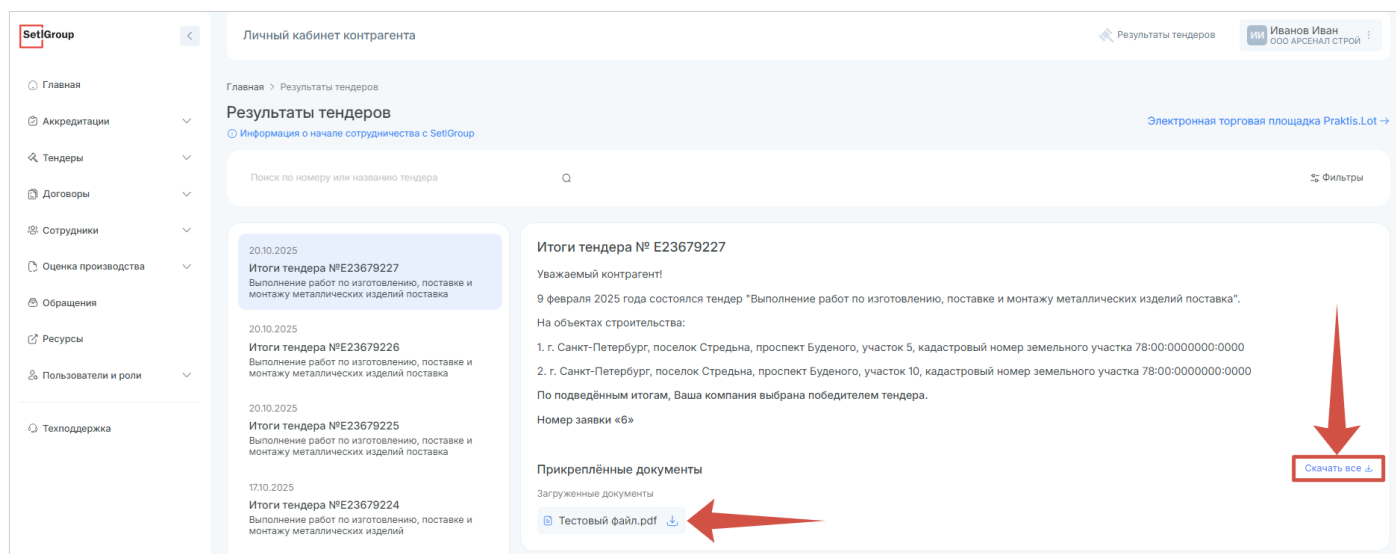 SetlGroup
Личный кабинет контрагента
Результаты тендеров
ИИ
Иванов Иван
ООО АРСЕНАЛ СТРОЙ
Главная
Аккредитации
Тендеры
Договоры
Сотрудники
Оценка производства
Обращения
Ресурсы
Пользователи и роли
Техподдержка
Главная > Результаты тендеров
Результаты тендеров
Информация о начале сотрудничества с SetlGroup
Электронная торговая площадка Praktis.Lot →
Поиск по номеру или названию тендера
Фильтры
20.10.2025
Итоги тендера №E23679227
Выполнение работ по изготовлению, поставке и
монтажу металлических изделий поставка
20.10.2025
Итоги тендера №E23679226
Выполнение работ по изготовлению, поставке и
монтажу металлических изделий поставка
20.10.2025
Итоги тендера №E23679225
Выполнение работ по изготовлению, поставке и
монтажу металлических изделий поставка
17.10.2025
Итоги тендера №E23679224
Выполнение работ по изготовлению, поставке и
монтажу металлических изделий
Итоги тендера № E23679227
Уважаемый контрагент!
9 февраля 2025 года состоялся тендер "Выполнение работ по изготовлению, поставке и монтажу металлических изделий поставка".
На объектах строительства:
1. г. Санкт-Петербург, поселок Стредьна, проспект Буденого, участок 5, кадастровый номер земельного участка 78:00:0000000:0000
2. г. Санкт-Петербург, поселок Стредьна, проспект Буденого, участок 10, кадастровый номер земельного участка 78:00:0000000:0000
По подведённым итогам, Ваша компания выбрана победителем тендера.
Номер заявки «6»
Прикреплённые документы
Скачать все
Загруженные документы
Тестовый файл.pdf